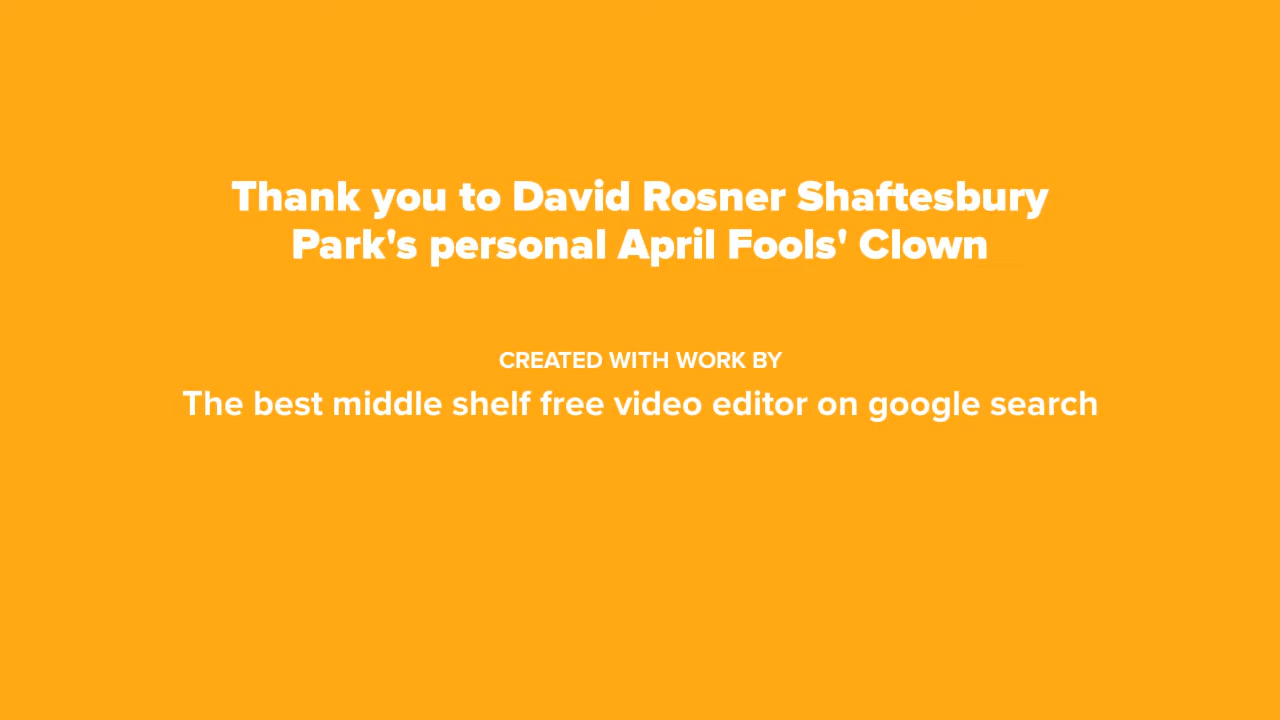 Thank you to David Rosner Shaftesbury
Park's personal April Fools' Clown
CREATED WITH WORK BY
The best middle shelf free video editor on google search